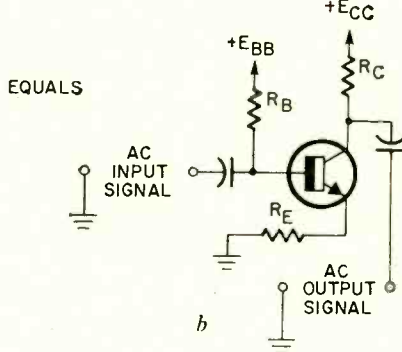 +ECC
+EBB
RC
EQUALS
RB
AC
INPUT
SIGNAL
RE
AC
OUTPUT
SIGNAL
b